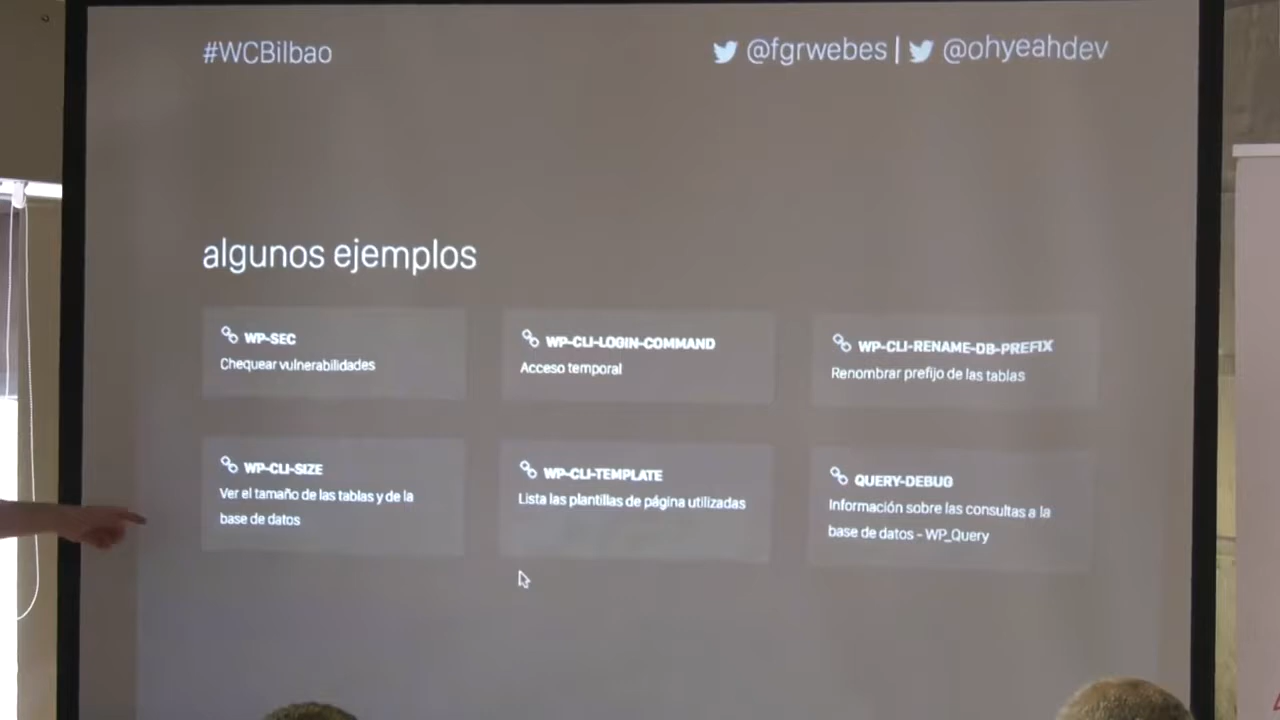 #WCBilbao
@fgrwebes | @ohyeahdev
algunos ejemplos
WP-SEC
Chequear vulnerabilidades
WP-CLI-LOGIN-COMMAND
Acceso temporal
WP-CLI-RENAME-DB-PREFIX
Renombrar prefijo de las tablas
WP-CLI-SIZE
Ver el tamaño de las tablas y de la
base de datos
WP-CLI-TEMPLATE
Lista las plantillas de página utilizadas
QUERY-DEBUG
Información sobre las consultas a la
base de datos - WP_Query